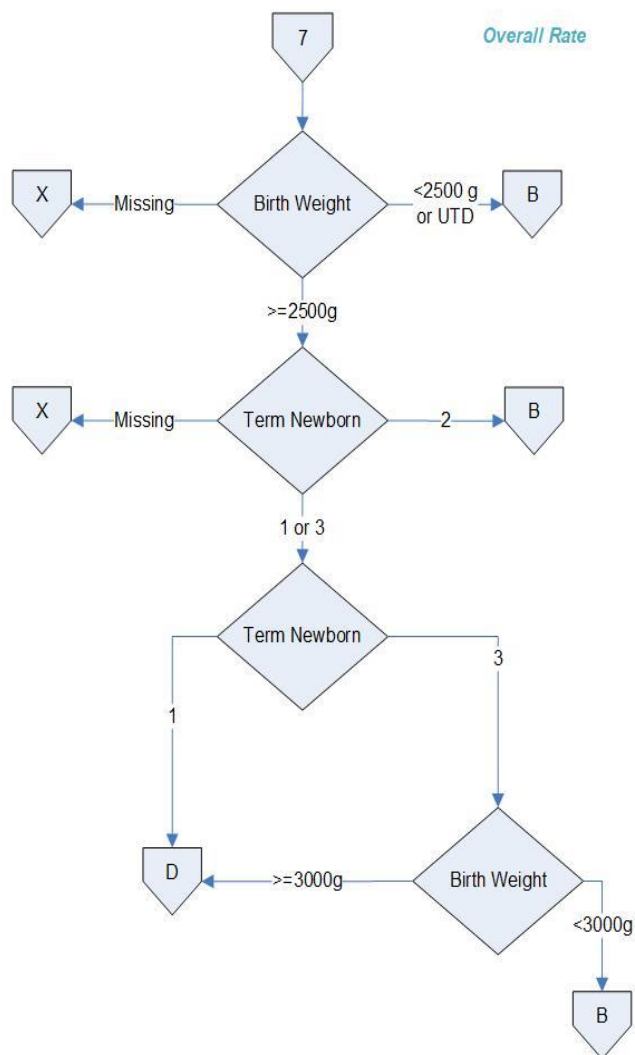 7
Overall Rate
X
Missing
Birth Weight
<2500 g
or UTD
B
>=2500g
X
Missing
Term Newborn
2
B
1 or 3
Term Newborn
3
1
D
>=3000g
Birth Weight
<3000g
B